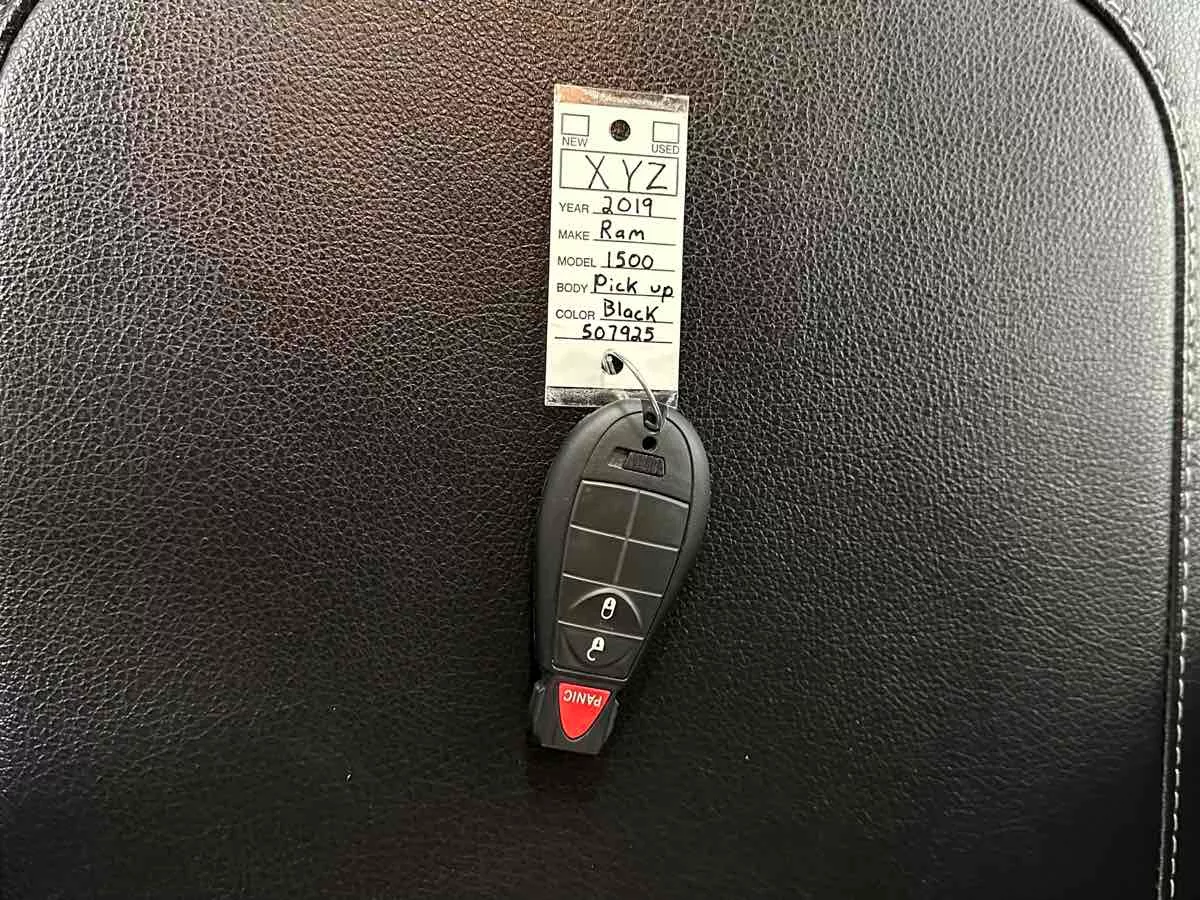 NEW USED
XYZ
YEAR 2019
MAKE Ram
MODEL 1500
BODY Pick up
COLOR Black
507925
PANIC